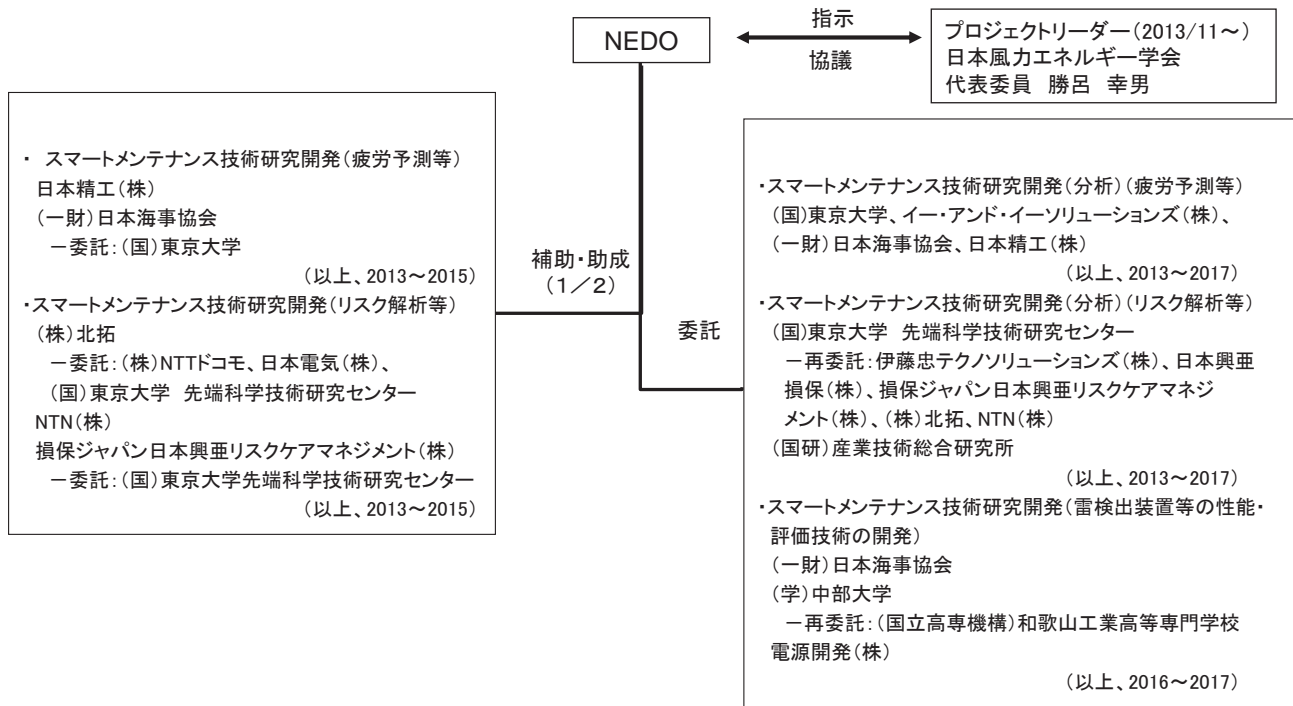 NEDO
指示
協議
プロジェクトリーダー(2013/11～)
日本風力エネルギー学会
代表委員 勝呂 幸男
・ スマートメンテナンス技術研究開発(疲労予測等)
日本精工(株)
(一財)日本海事協会
－委託:(国)東京大学
(以上、2013～2015)
・スマートメンテナンス技術研究開発(リスク解析等)
(株)北拓
－委託:(株)NTTドコモ、日本電気(株)、
(国)東京大学 先端科学技術研究センター
NTN(株)
損保ジャパン日本興亜リスクケアマネジメント(株)
－委託:(国)東京大学先端科学技術研究センター
(以上、2013～2015)
補助・助成
(1／2)
委託
・スマートメンテナンス技術研究開発(分析)(疲労予測等)
(国)東京大学、イー・アンド・イーソリューションズ(株)、
(一財)日本海事協会、日本精工(株)
(以上、2013～2017)
・スマートメンテナンス技術研究開発(分析)(リスク解析等)
(国)東京大学 先端科学技術研究センター
－再委託:伊藤忠テクノソリューションズ(株)、日本興亜
損保(株)、損保ジャパン日本興亜リスクケアマネジ
メント(株)、(株)北拓、NTN(株)
(国研)産業技術総合研究所
(以上、2013～2017)
・スマートメンテナンス技術研究開発(雷検出装置等の性能・
評価技術の開発)
(一財)日本海事協会
(学)中部大学
－再委託:(国立高専機構)和歌山工業高等専門学校
電源開発(株)
(以上、2016～2017)